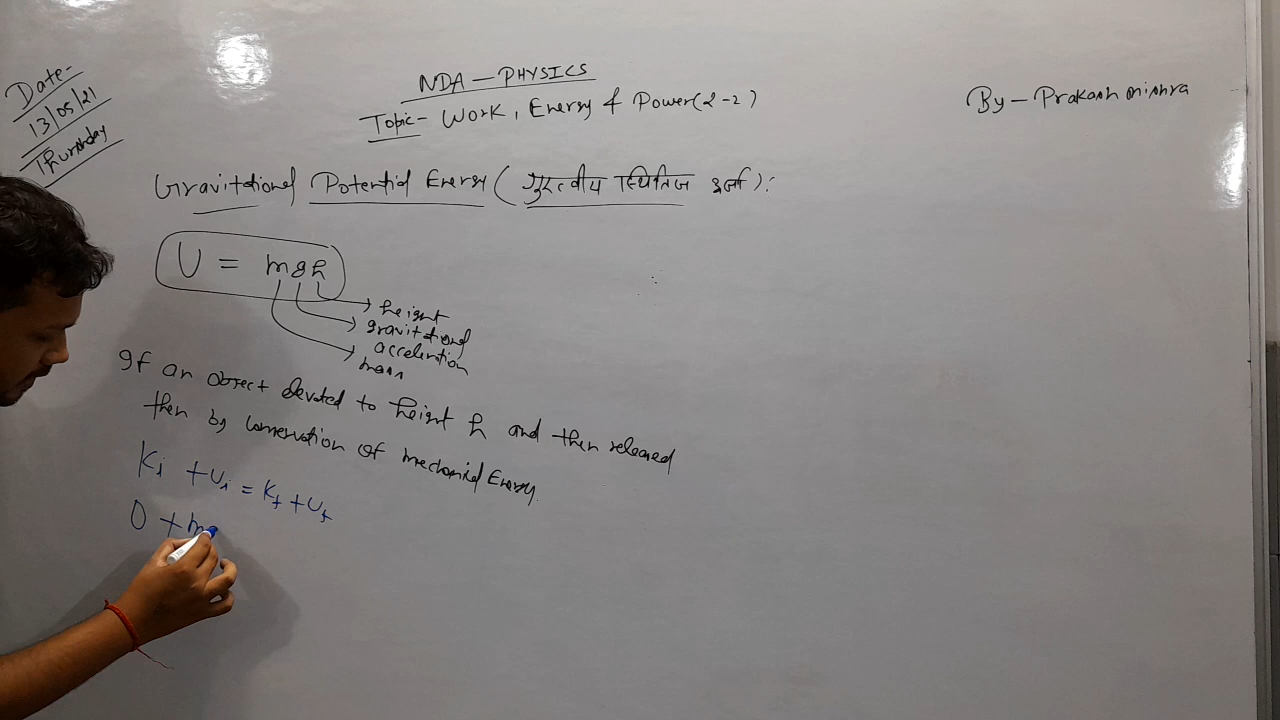 Date-
13/05/21
Thursday
NDA - PHYSICS
Topic- Work, Energy & Power(2-2)
By - Prakash mishra
Gravitational Potential Energy (गुरुत्वीय स्थितिज ऊर्जा):
U = mgh
height
gravitational
acceleration
mass
If an object elevated to height h and then released
then by conservation of mechanical Energy.
Ki + Ui = Kf + Uf
0 + m